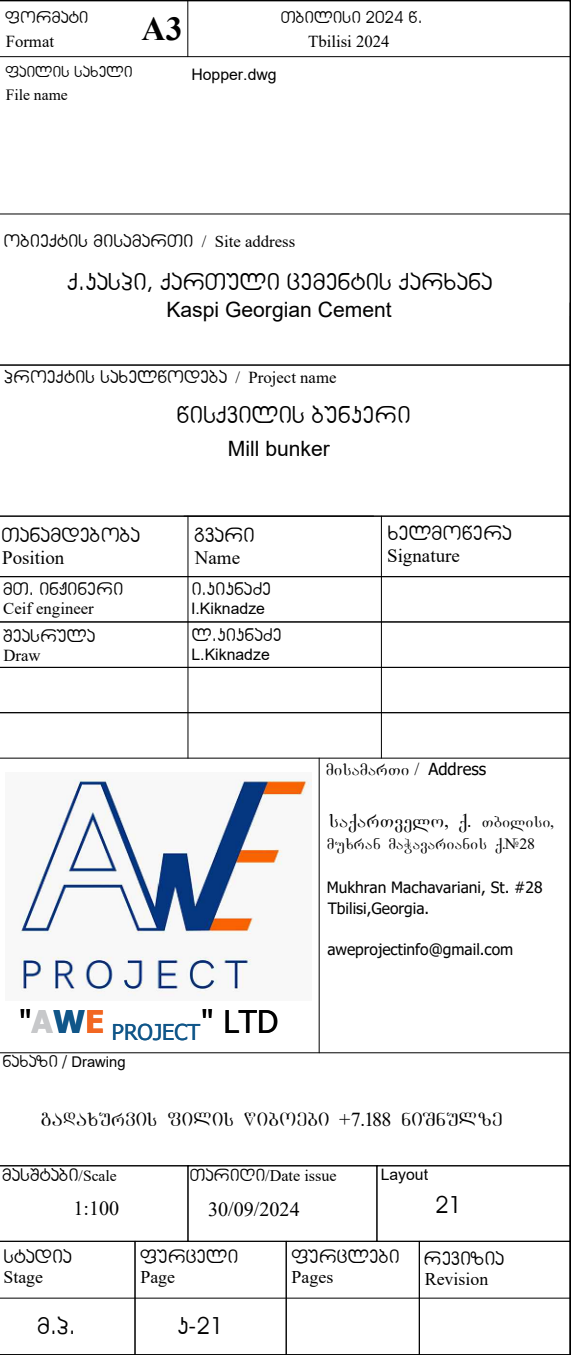 ფორმატი
Format
A3
თბილისი 2024 წ.
Tbilisi 2024
ფაილის სახელი
File name
Hopper.dwg
ობიექტის მისამართი / Site address
ქ.კასპი, ქართული ცემენტის ქარხანა
Kaspi Georgian Cement
პროექტის სახელწოდება / Project name
წისქვილის ბუნკერი
Mill bunker
თანამდებობა
Position
გვარი
Name
ხელმოწერა
Signature
მთ. ინჟინერი
Ceif engineer
ი.კიკნაძე
I.Kiknadze
შეასრულა
Draw
ლ.კიკნაძე
L.Kiknadze
AWE
PROJECT
"AWE PROJECT" LTD
მისამართი / Address
საქართველო, ქ. თბილისი,
მუხრან მაჭავარიანის ქ.№28
Mukhran Machavariani, St. #28
Tbilisi,Georgia.
aweprojectinfo@gmail.com
ნახაზი / Drawing
გადახურვის ფილის წიბოები +7.188 ნიშნულზე
მასშტაბი/Scale
1:100
თარიღი/Date issue
30/09/2024
Layout
21
სტადია
Stage
ფურცელი
Page
ფურცლები
Pages
რევიზია
Revision
მ.პ.
კ-21